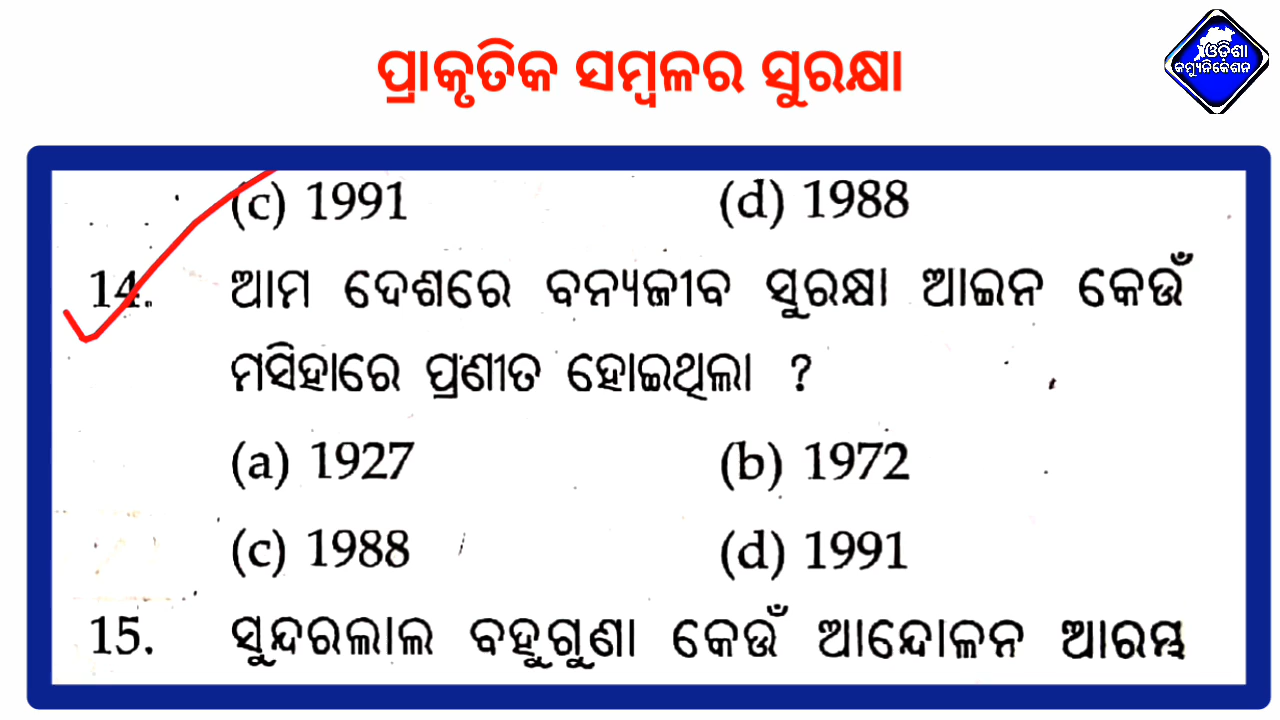 ପ୍ରାକୃତିକ ସମ୍ବଳର ସୁରକ୍ଷା
ଓଡ଼ିଶା
କମ୍ୟୁନିକେଶନ
(c) 1991 (d) 1988
14. ଆମ ଦେଶରେ ବନ୍ୟଜୀବ ସୁରକ୍ଷା ଆଇନ କେଉଁ
ମସିହାରେ ପ୍ରଣୀତ ହୋଇଥିଲା ?
(a) 1927 (b) 1972
(c) 1988 (d) 1991
15. ସୁନ୍ଦରଲାଲ ବହୁଗୁଣା କେଉଁ ଆନ୍ଦୋଳନ ଆରମ୍ଭ